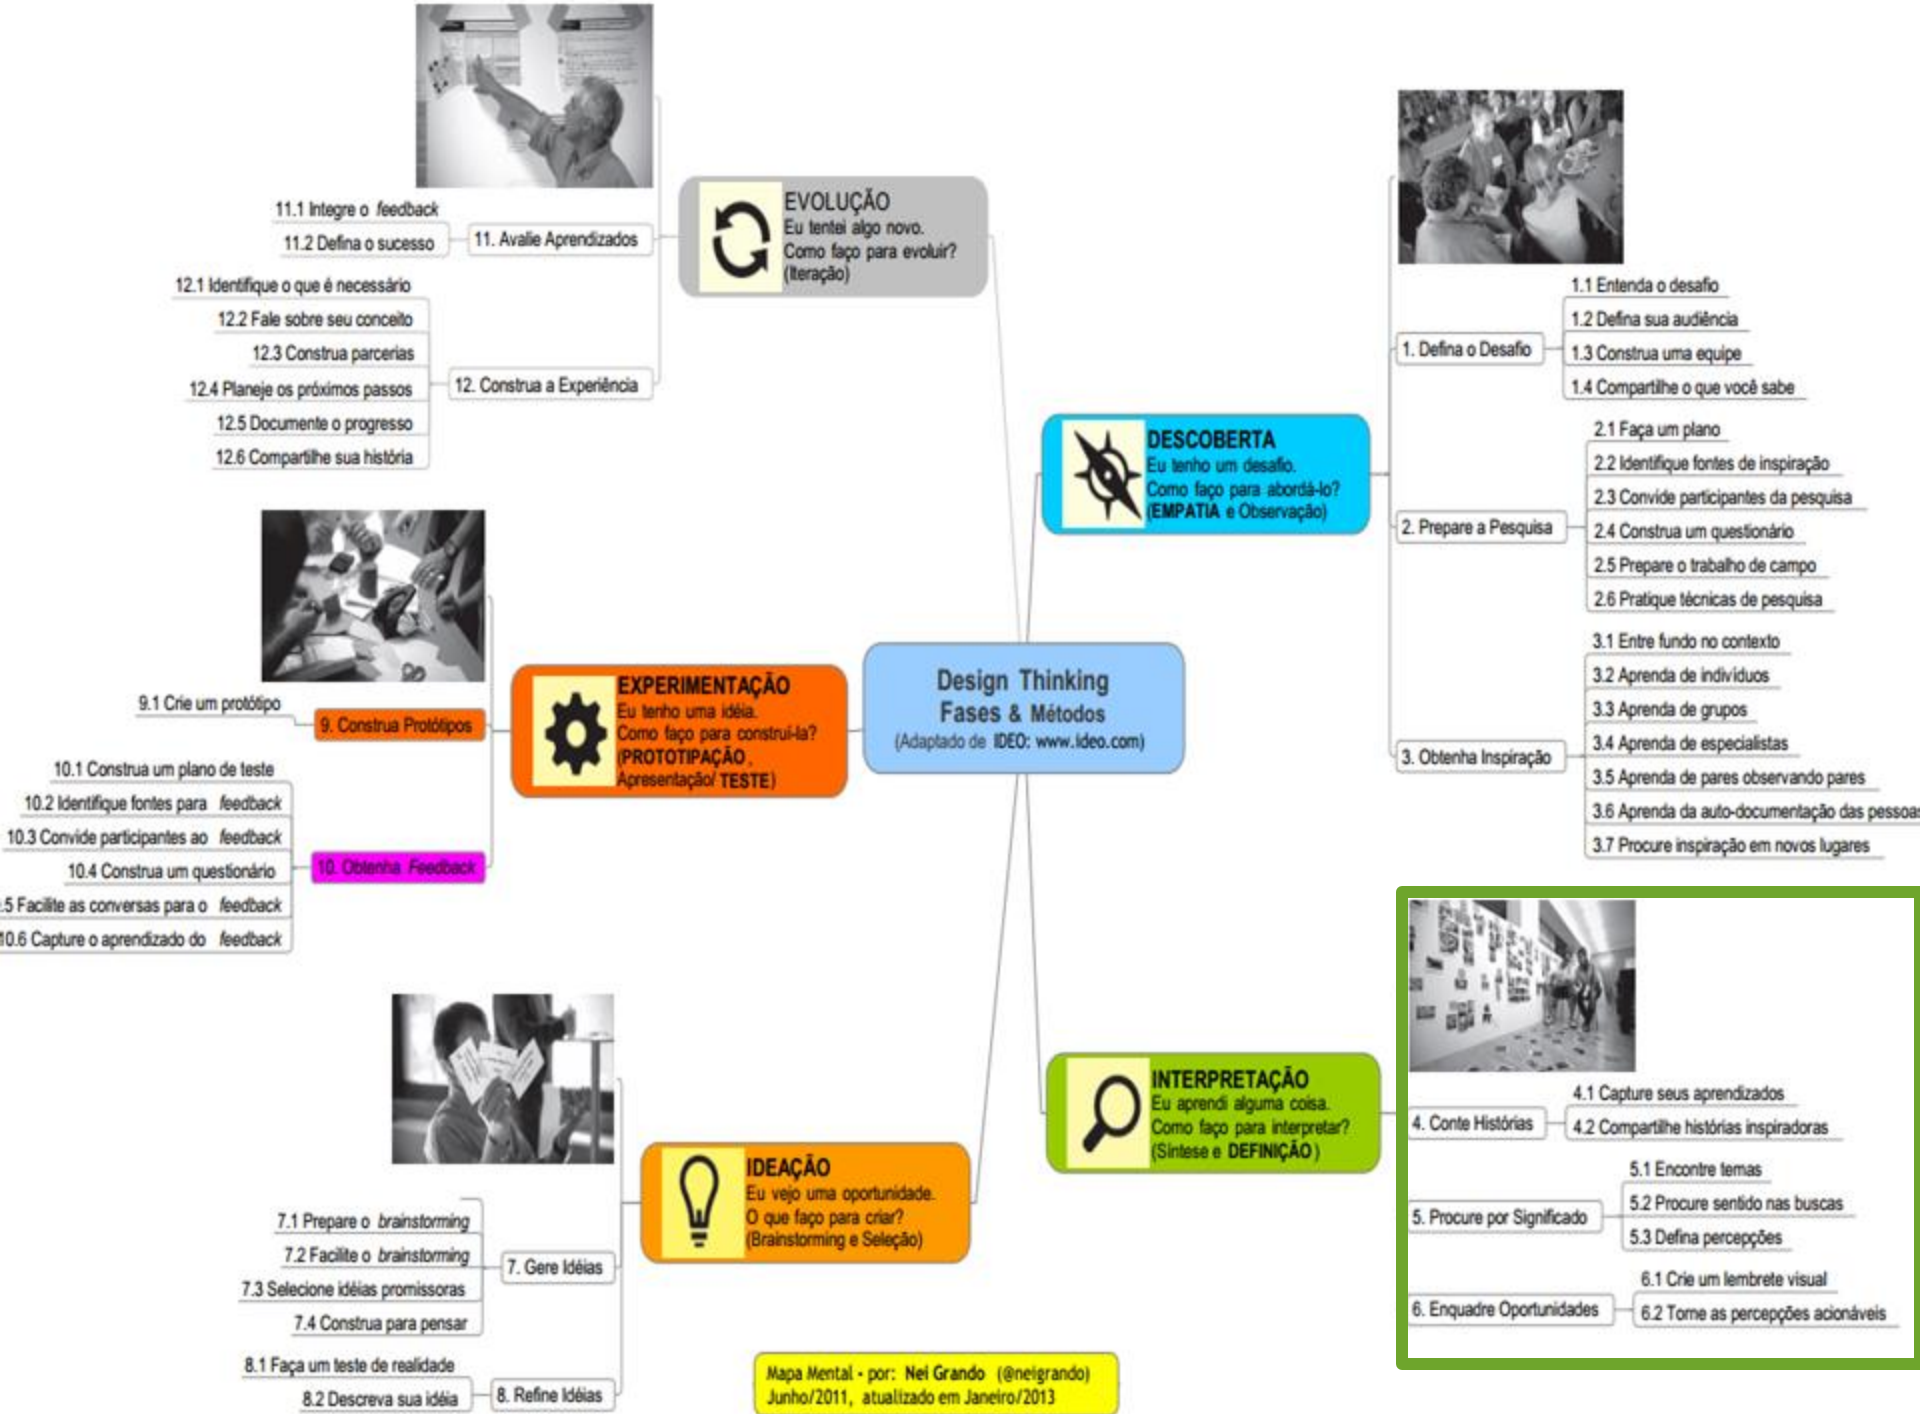 11.1 Integre o feedback
11.2 Defina o sucesso
11. Avalie Aprendizados
12.1 Identifique o que é necessário
12.2 Fale sobre seu conceito
12.3 Construa parcerias
12.4 Planeje os próximos passos
12.5 Documente o progresso
12.6 Compartilhe sua história
12. Construa a Experiência
EVOLUÇÃO
Eu tentei algo novo.
Como faço para evoluir?
(Iteração)
DESCOBERTA
Eu tenho um desafio.
Como faço para abordá-lo?
(EMPATIA e Observação)
1. Defina o Desafio
1.1 Entenda o desafio
1.2 Defina sua audiência
1.3 Construa uma equipe
1.4 Compartilhe o que você sabe
2. Prepare a Pesquisa
2.1 Faça um plano
2.2 Identifique fontes de inspiração
2.3 Convide participantes da pesquisa
2.4 Construa um questionário
2.5 Prepare o trabalho de campo
2.6 Pratique técnicas de pesquisa
3. Obtenha Inspiração
3.1 Entre fundo no contexto
3.2 Aprenda de indivíduos
3.3 Aprenda de grupos
3.4 Aprenda de especialistas
3.5 Aprenda de pares observando pares
3.6 Aprenda da auto-documentação das pessoas
3.7 Procure inspiração em novos lugares
Design Thinking
Fases & Métodos
(Adaptado de IDEO: www.ideo.com)
EXPERIMENTAÇÃO
Eu tenho uma idéia.
Como faço para construí-la?
(PROTOTIPAÇÃO,
Apresentação/ TESTE)
9.1 Crie um protótipo
9. Construa Protótipos
10.1 Construa um plano de teste
10.2 Identifique fontes para feedback
10.3 Convide participantes ao feedback
10.4 Construa um questionário
.5 Facilite as conversas para o feedback
10.6 Capture o aprendizado do feedback
10. Obtenha Feedback
INTERPRETAÇÃO
Eu aprendi alguma coisa.
Como faço para interpretar?
(Síntese e DEFINIÇÃO)
4. Conte Histórias
4.1 Capture seus aprendizados
4.2 Compartilhe histórias inspiradoras
5. Procure por Significado
5.1 Encontre temas
5.2 Procure sentido nas buscas
5.3 Defina percepções
6. Enquadre Oportunidades
6.1 Crie um lembrete visual
6.2 Torne as percepções acionáveis
IDEAÇÃO
Eu vejo uma oportunidade.
O que faço para criar?
(Brainstorming e Seleção)
7.1 Prepare o brainstorming
7.2 Facilite o brainstorming
7.3 Selecione idéias promissoras
7.4 Construa para pensar
7. Gere Idéias
8.1 Faça um teste de realidade
8.2 Descreva sua idéia
8. Refine Idéias
Mapa Mental - por: Nei Grando (@neigrando)
Junho/2011, atualizado em Janeiro/2013